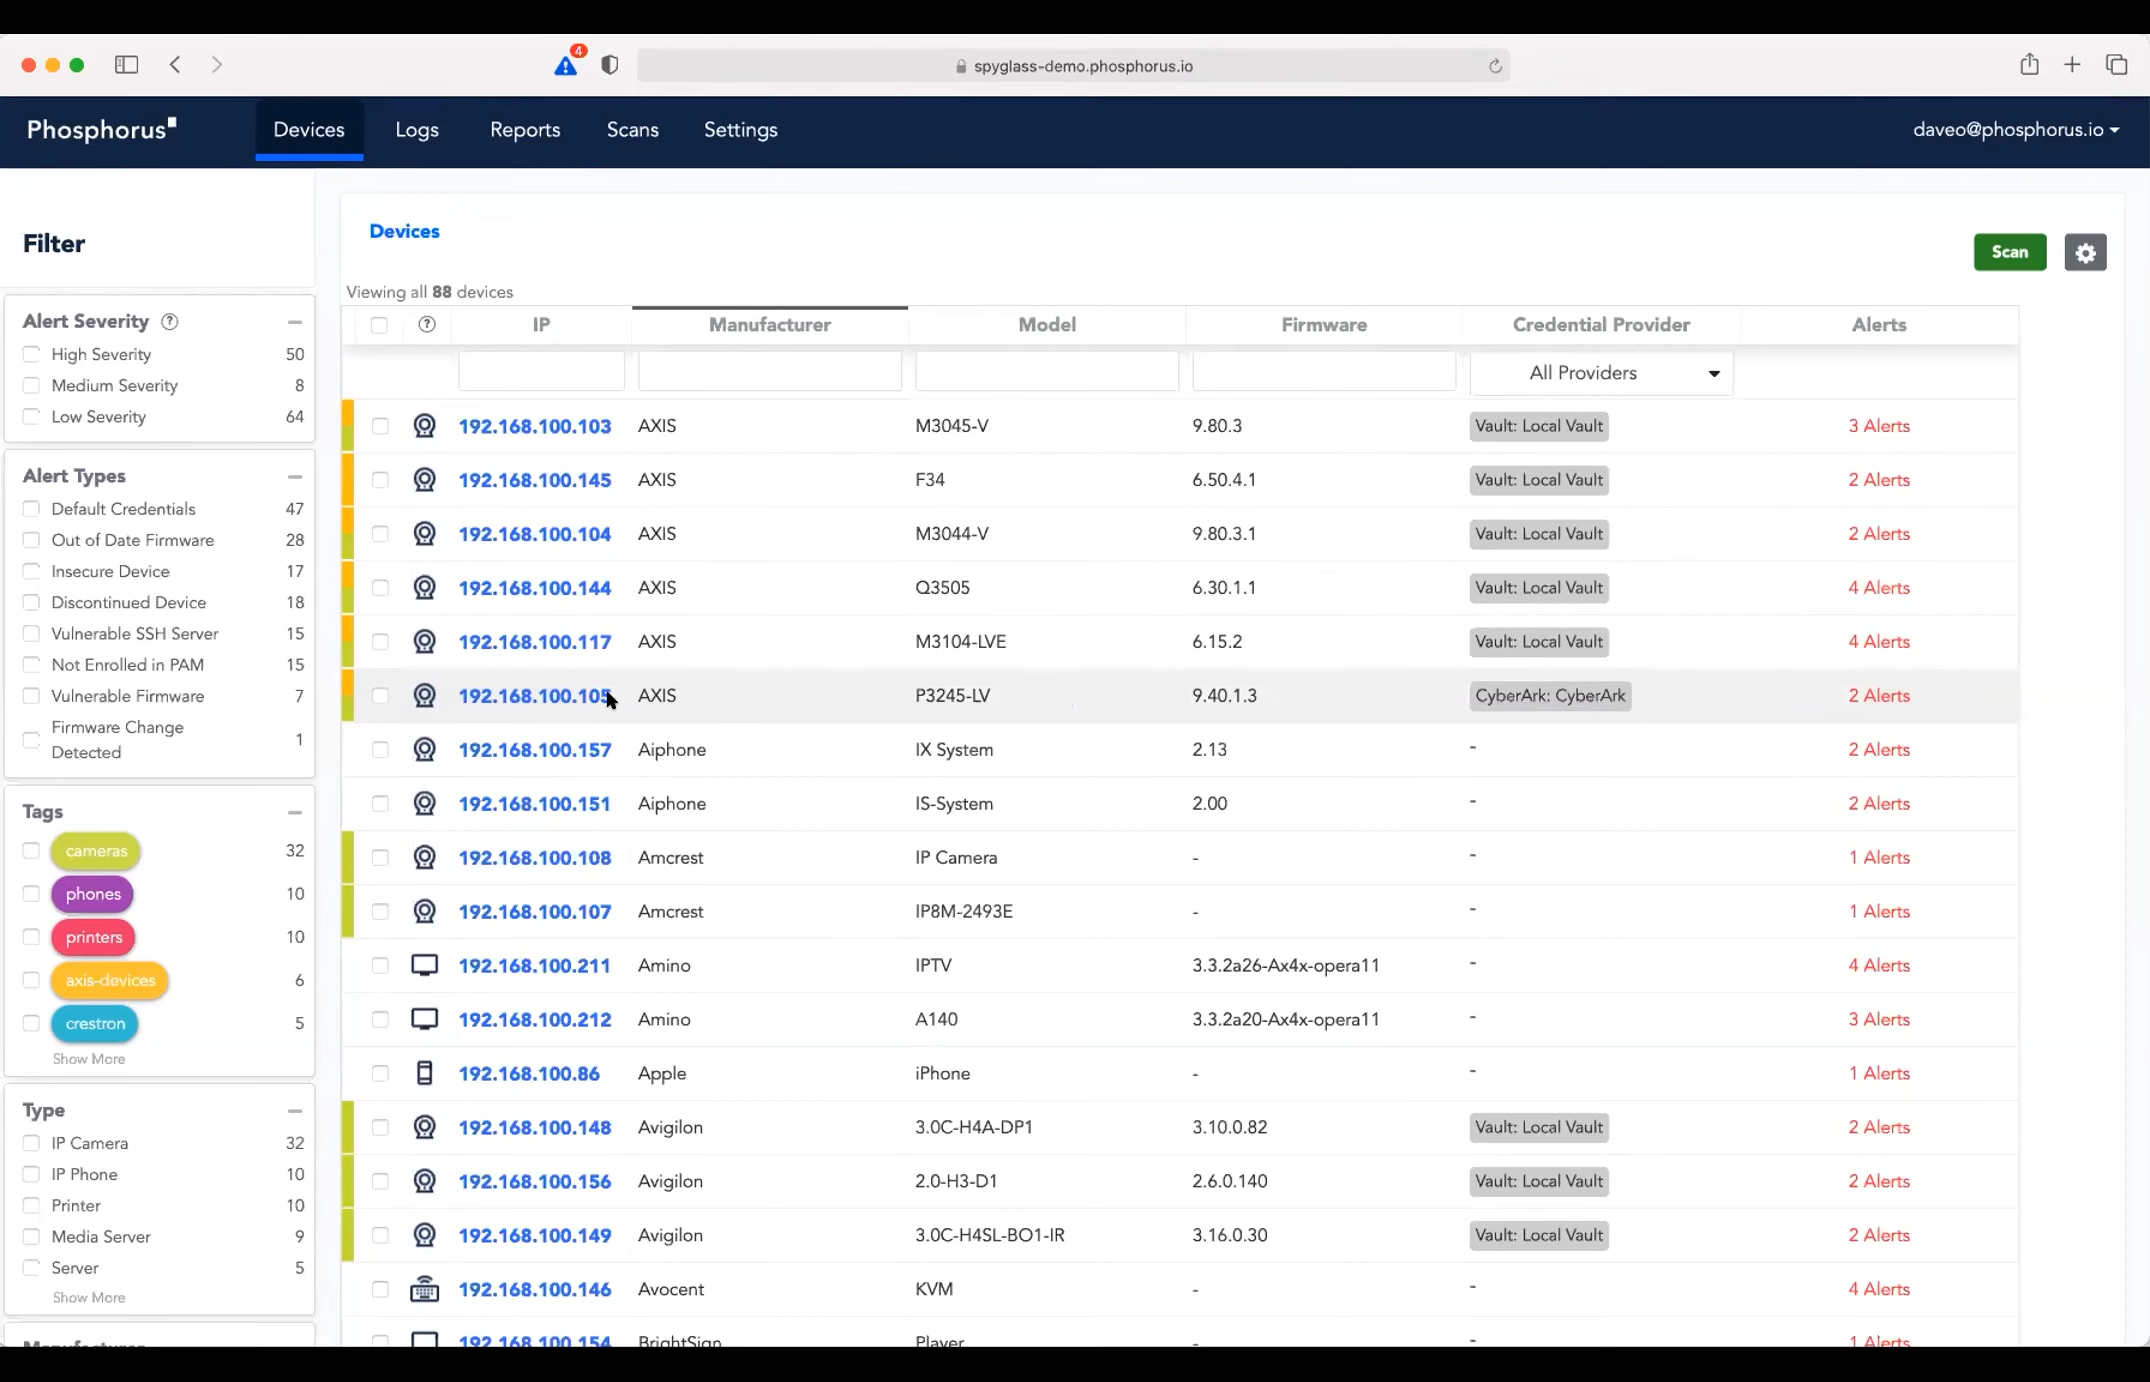 4
spyglass-demo.phosphorus.io
Phosphorus
Devices
Logs
Reports
Scans
Settings
daveo@phosphorus.io
Filter
Alert Severity ?
High Severity 50
Medium Severity 8
Low Severity 64
Alert Types
Default Credentials 47
Out of Date Firmware 28
Insecure Device 17
Discontinued Device 18
Vulnerable SSH Server 15
Not Enrolled in PAM 15
Vulnerable Firmware 7
Firmware Change
Detected 1
Tags
cameras 32
phones 10
printers 10
axis-devices 6
crestron 5
Show More
Type
IP Camera 32
IP Phone 10
Printer 10
Media Server 9
Server 5
Show More
Devices
Scan
Viewing all 88 devices
? IP Manufacturer Model Firmware Credential Provider Alerts
All Providers
192.168.100.103 AXIS M3045-V 9.80.3 Vault: Local Vault 3 Alerts
192.168.100.145 AXIS F34 6.50.4.1 Vault: Local Vault 2 Alerts
192.168.100.104 AXIS M3044-V 9.80.3.1 Vault: Local Vault 2 Alerts
192.168.100.144 AXIS Q3505 6.30.1.1 Vault: Local Vault 4 Alerts
192.168.100.117 AXIS M3104-LVE 6.15.2 Vault: Local Vault 4 Alerts
192.168.100.105 AXIS P3245-LV 9.40.1.3 CyberArk: CyberArk 2 Alerts
192.168.100.157 Aiphone IX System 2.13 - 2 Alerts
192.168.100.151 Aiphone IS-System 2.00 - 2 Alerts
192.168.100.108 Amcrest IP Camera - - 1 Alerts
192.168.100.107 Amcrest IP8M-2493E - - 1 Alerts
192.168.100.211 Amino IPTV 3.3.2a26-Ax4x-opera11 - 4 Alerts
192.168.100.212 Amino A140 3.3.2a20-Ax4x-opera11 - 3 Alerts
192.168.100.86 Apple iPhone - - 1 Alerts
192.168.100.148 Avigilon 3.0C-H4A-DP1 3.10.0.82 Vault: Local Vault 2 Alerts
192.168.100.156 Avigilon 2.0-H3-D1 2.6.0.140 Vault: Local Vault 2 Alerts
192.168.100.149 Avigilon 3.0C-H4SL-BO1-IR 3.16.0.30 Vault: Local Vault 2 Alerts
192.168.100.146 Avocent KVM - - 4 Alerts
192.168.100.154 BrightSign Player - - 1 Alerts